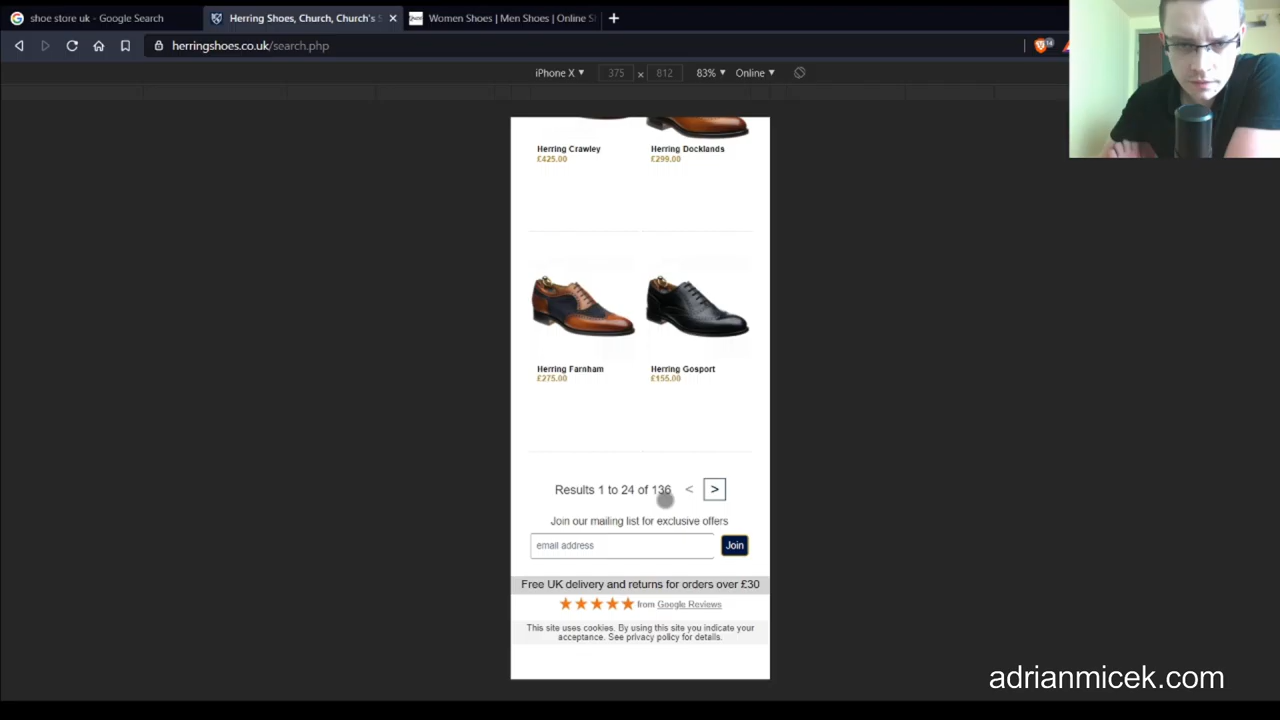 shoe store uk - Google Search
Herring Shoes, Church, Church's S
Women Shoes | Men Shoes | Online Sh
herringshoes.co.uk/search.php
14
iPhone X ▼ 375 × 812 83% ▼ Online ▼
Herring Crawley
£425.00
Herring Docklands
£299.00
Herring Farnham
£275.00
Herring Gosport
£155.00
Results 1 to 24 of 136 < >
Join our mailing list for exclusive offers
email address
Join
Free UK delivery and returns for orders over £30
from Google Reviews
This site uses cookies. By using this site you indicate your
acceptance. See privacy policy for details.
adrianmicek.com